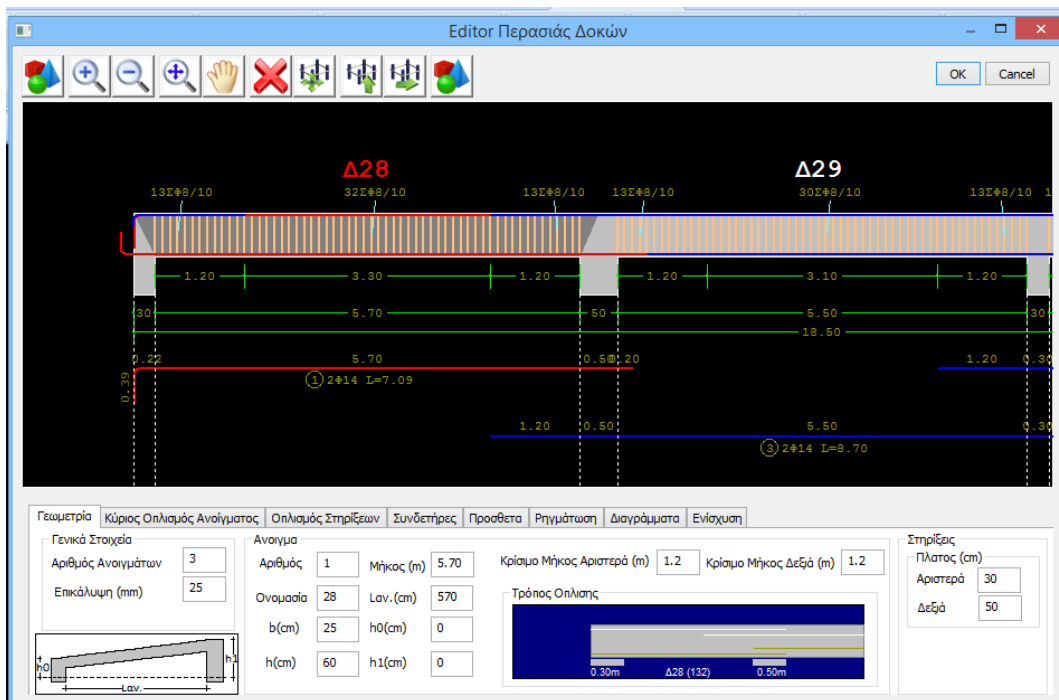 Editor Περασιάς Δοκών
OK Cancel
Δ28 Δ29
13ΣΦ8/10 32ΣΦ8/10 13ΣΦ8/10 13ΣΦ8/10 30ΣΦ8/10 13ΣΦ8/10 1
1.20 3.30 1.20 1.20 3.10 1.20
30 5.70 50 5.50 30
18.50
0.22 5.70 0.50 0.20 1.20 0.30
0.39
1 2Φ14 L=7.09
1.20 0.50 5.50 0.30
3 2Φ14 L=8.70
Γεωμετρία Κύριος Οπλισμός Ανοίγματος Οπλισμός Στηρίξεων Συνδετήρες Προσθετα Ρηγμάτωση Διαγράμματα Ενίσχυση
Γενικά Στοιχεία
Αριθμός Ανοιγμάτων 3
Επικάλυψη (mm) 25
h0 h1
Lαν.
Ανοιγμα
Αριθμός 1 Μήκος (m) 5.70
Ονομασία 28 Lαν.(cm) 570
b(cm) 25 h0(cm) 0
h(cm) 60 h1(cm) 0
Κρίσιμο Μήκος Αριστερά (m) 1.2 Κρίσιμο Μήκος Δεξιά (m) 1.2
Τρόπος Οπλισης
0.30m Δ28 (132) 0.50m
Στηρίξεις
Πλατος (cm)
Αριστερά 30
Δεξιά 50